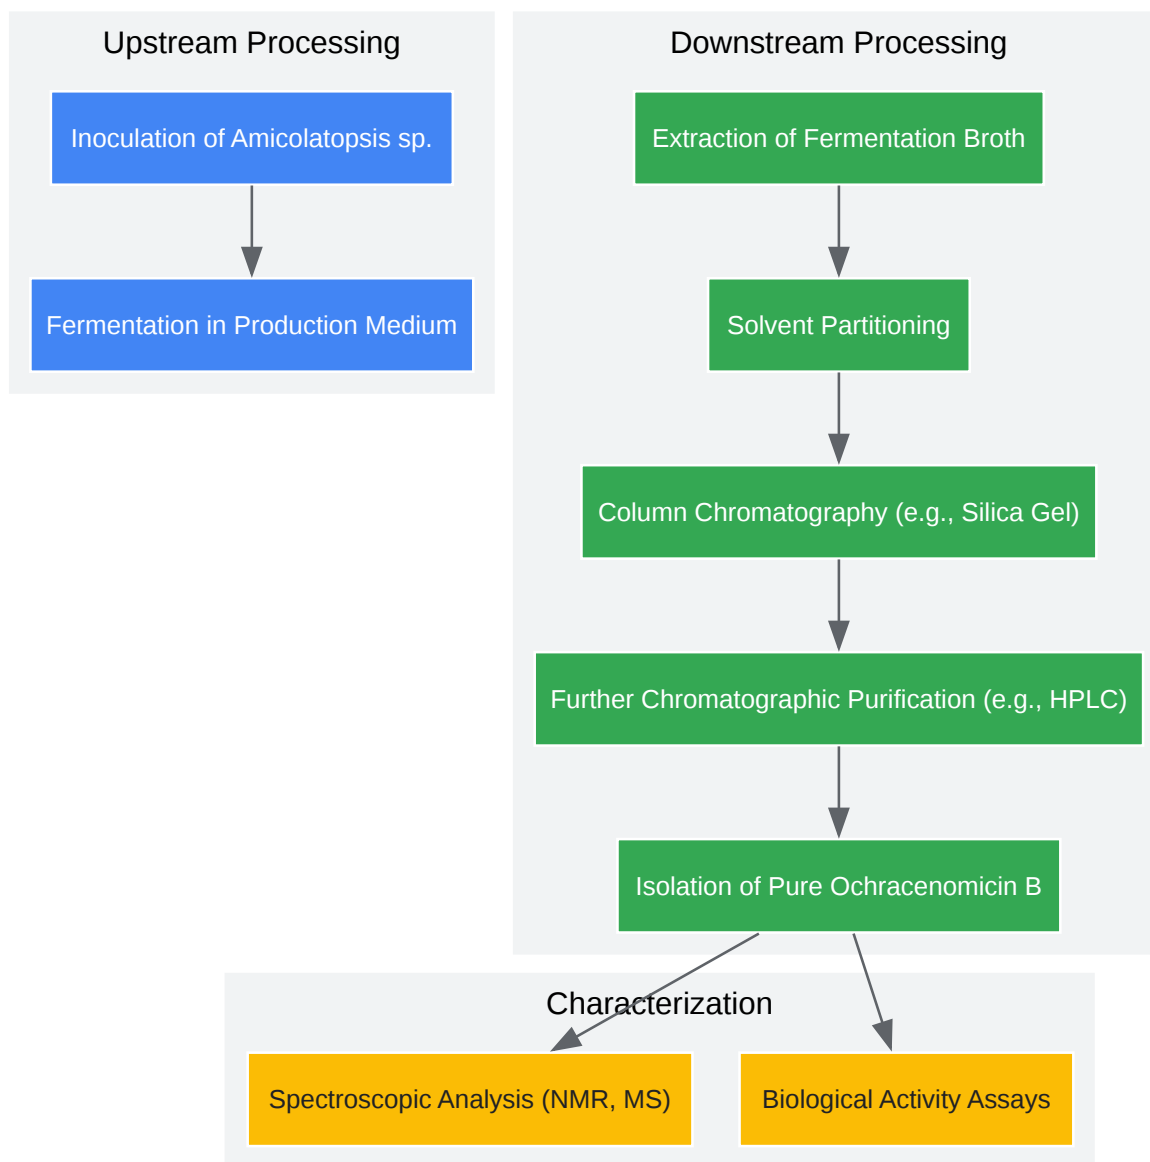 Upstream Processing
Inoculation of Amicolatopsis sp.
Fermentation in Production Medium
Downstream Processing
Extraction of Fermentation Broth
Solvent Partitioning
Column Chromatography (e.g., Silica Gel)
Further Chromatographic Purification (e.g., HPLC)
Isolation of Pure Ochracenomicin B
Characterization
Spectroscopic Analysis (NMR, MS)
Biological Activity Assays